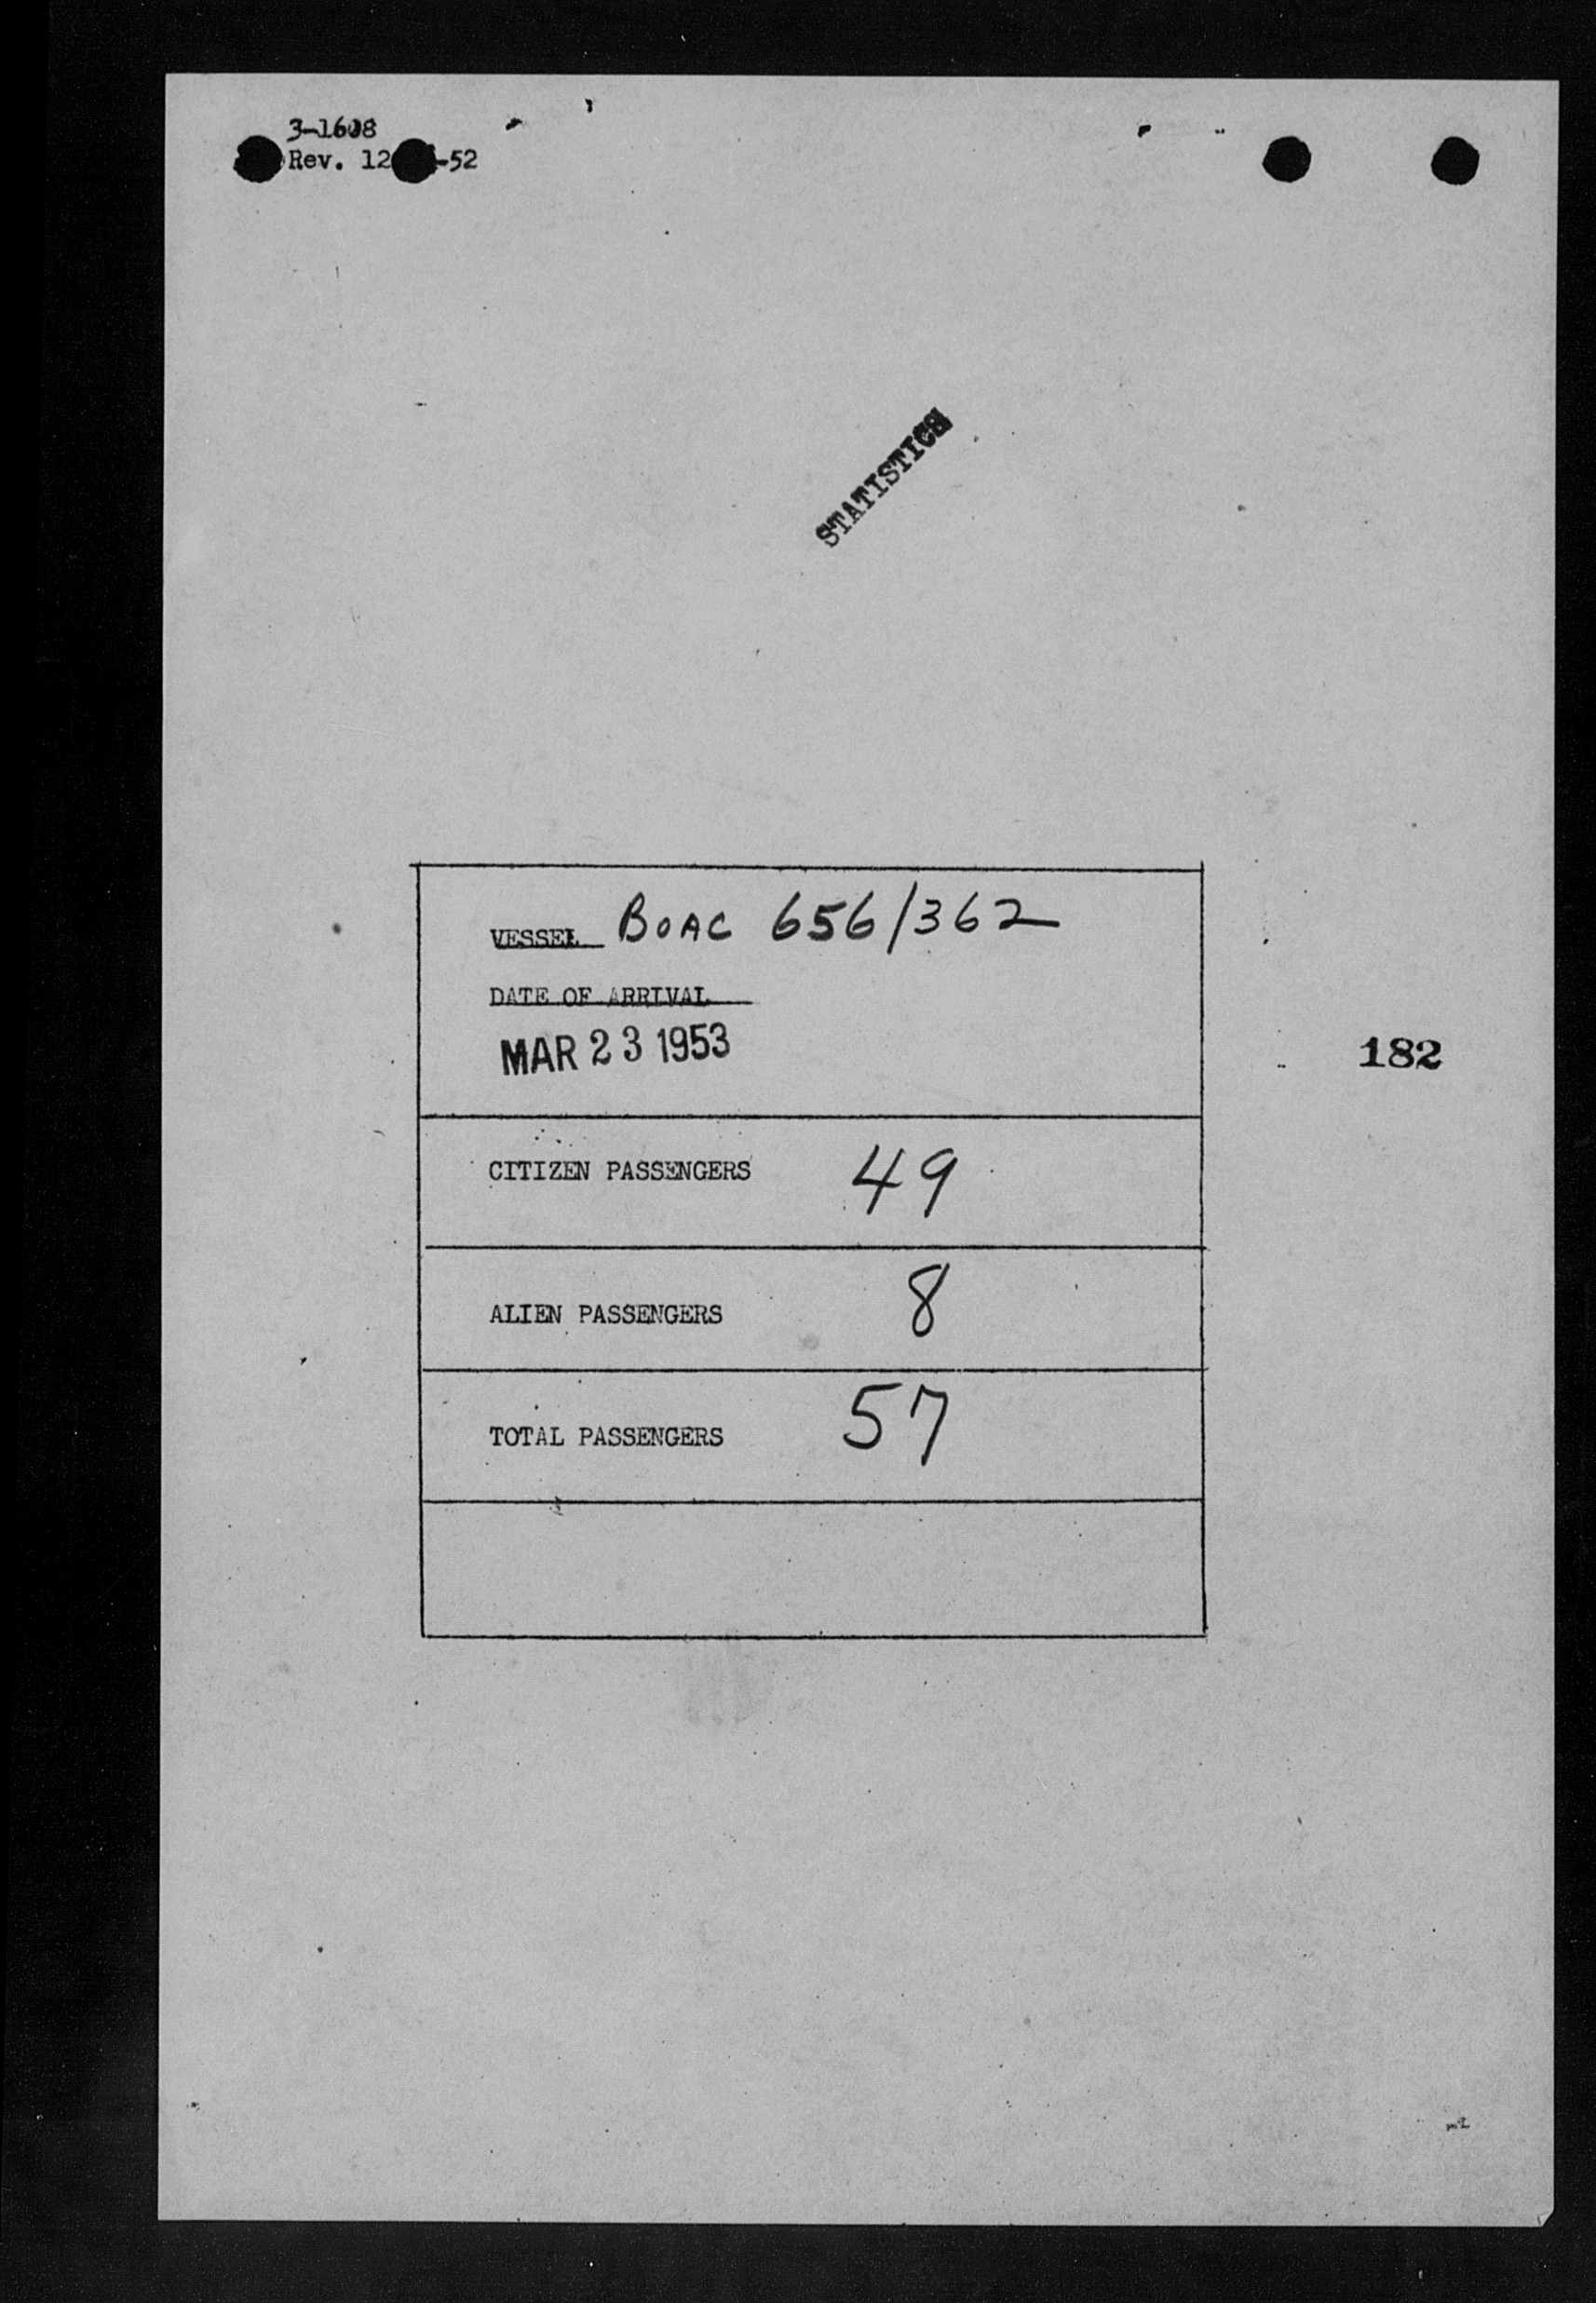 3-1608
Rev. 12 -52
STATISTICS
VESSEL BOAC 656/362
DATE OF ARRIVAL
MAR 23 1953
182
CITIZEN PASSENGERS 49
ALIEN PASSENGERS 8
TOTAL PASSENGERS 57